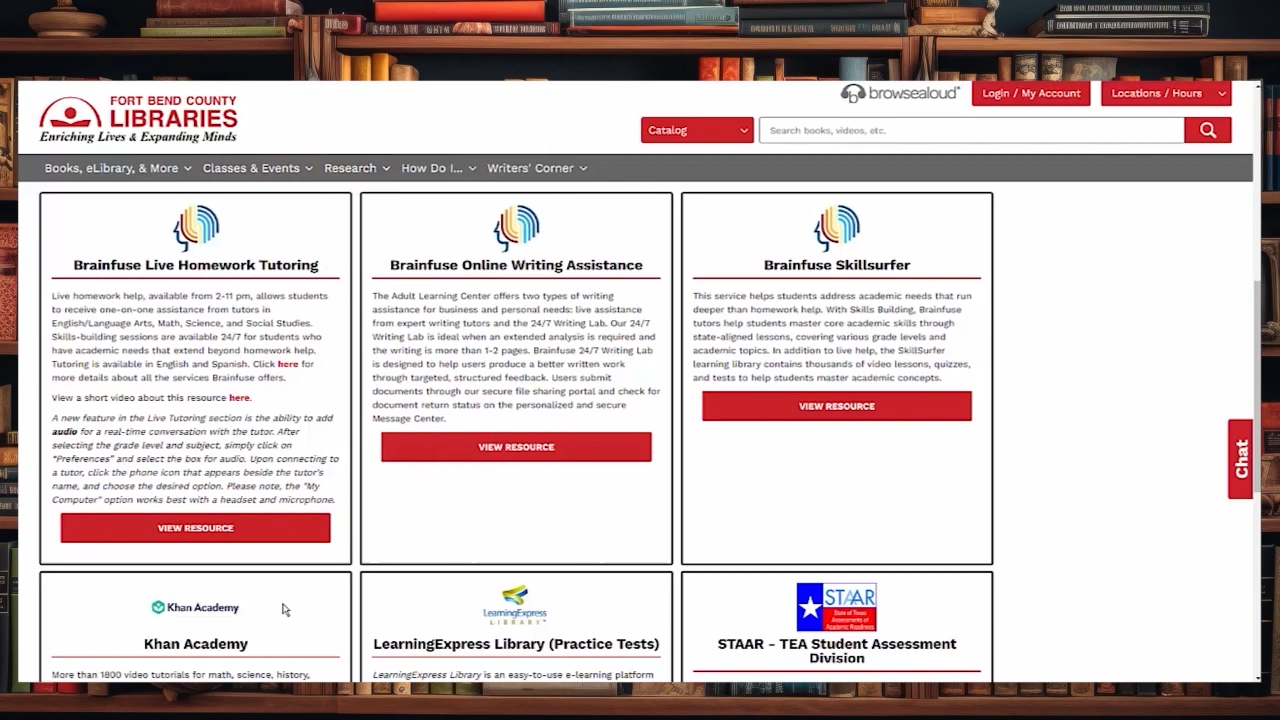 FORT BEND COUNTY
LIBRARIES
Enriching Lives & Expanding Minds
browsealoud
Login / My Account
Locations / Hours
Catalog
Search books, videos, etc.
Books, eLibrary, & More
Classes & Events
Research
How Do I...
Writers' Corner
Brainfuse Live Homework Tutoring
Live homework help, available from 2-11 pm, allows students
to receive one-on-one assistance from tutors in
English/Language Arts, Math, Science, and Social Studies.
Skills-building sessions are available 24/7 for students who
have academic needs that extend beyond homework help.
Tutoring is available in English and Spanish. Click here for
more details about all the services Brainfuse offers.
View a short video about this resource here.
A new feature in the Live Tutoring section is the ability to add
audio for a real-time conversation with the tutor. After
selecting the grade level and subject, simply click on
"Preferences" and select the box for audio. Upon connecting to
a tutor, click the phone icon that appears beside the tutor's
name, and choose the desired option. Please note, the "My
Computer" option works best with a headset and microphone.
VIEW RESOURCE
Brainfuse Online Writing Assistance
The Adult Learning Center offers two types of writing
assistance for business and personal needs: live assistance
from expert writing tutors and the 24/7 Writing Lab. Our 24/7
Writing Lab is ideal when an extended analysis is required and
the writing is more than 1-2 pages. Brainfuse 24/7 Writing Lab
is designed to help users produce a better written work
through targeted, structured feedback. Users submit
documents through our secure file sharing portal and check for
document return status on the personalized and secure
Message Center.
VIEW RESOURCE
Brainfuse Skillsurfer
This service helps students address academic needs that run
deeper than homework help. With Skills Building, Brainfuse
tutors help students master core academic skills through
state-aligned lessons, covering various grade levels and
academic topics. In addition to live help, the SkillSurfer
learning library contains thousands of video lessons, quizzes,
and tests to help students master academic concepts.
VIEW RESOURCE
Chat
Khan Academy
Khan Academy
More than 1800 video tutorials for math, science, history,
LearningExpress
LIBRARY
LearningExpress Library (Practice Tests)
LearningExpress Library is an easy-to-use e-learning platform
STAAR
State of Texas
Assessments of
Academic Readiness
STAAR - TEA Student Assessment
Division